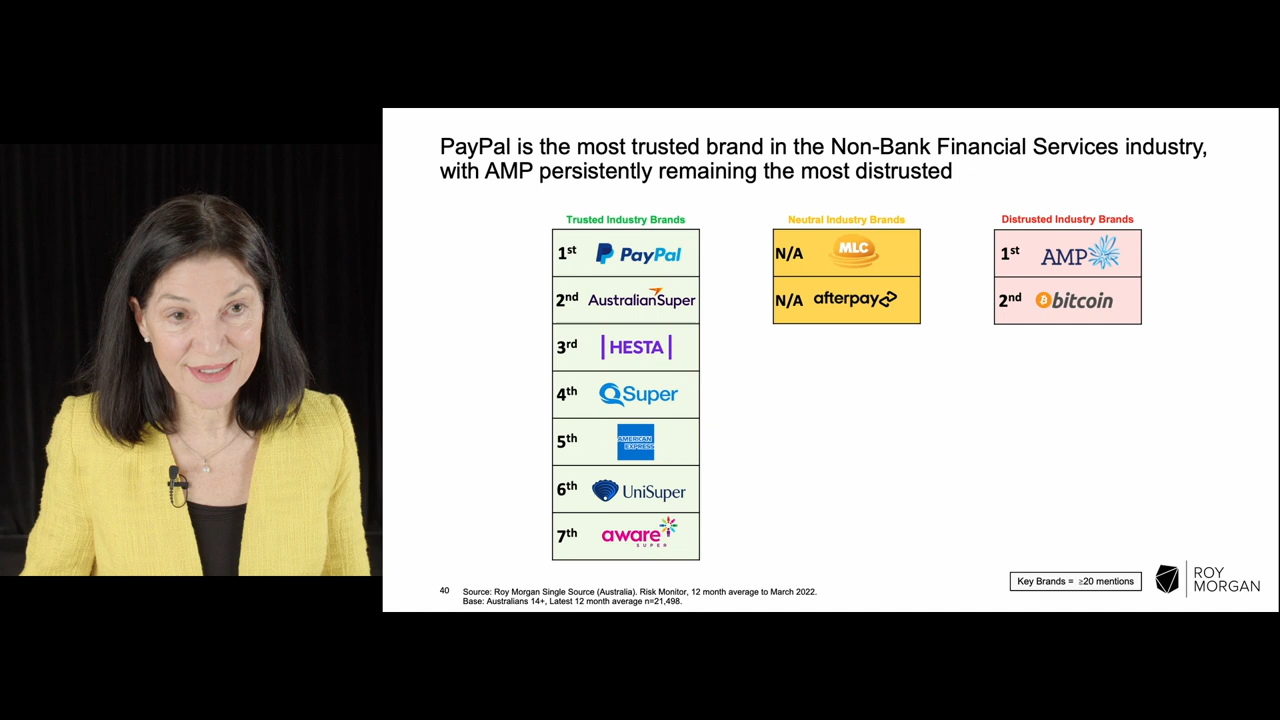 PayPal is the most trusted brand in the Non-Bank Financial Services industry,
with AMP persistently remaining the most distrusted
Trusted Industry Brands
1st PayPal
2nd AustralianSuper
3rd HESTA
4th QSuper
5th AMERICAN EXPRESS
6th UniSuper
7th aware SUPER
Neutral Industry Brands
N/A MLC
N/A afterpay
Distrusted Industry Brands
1st AMP
2nd bitcoin
Key Brands = ≥20 mentions
40 Source: Roy Morgan Single Source (Australia). Risk Monitor, 12 month average to March 2022.
Base: Australians 14+, Latest 12 month average n=21,498.
ROY
MORGAN